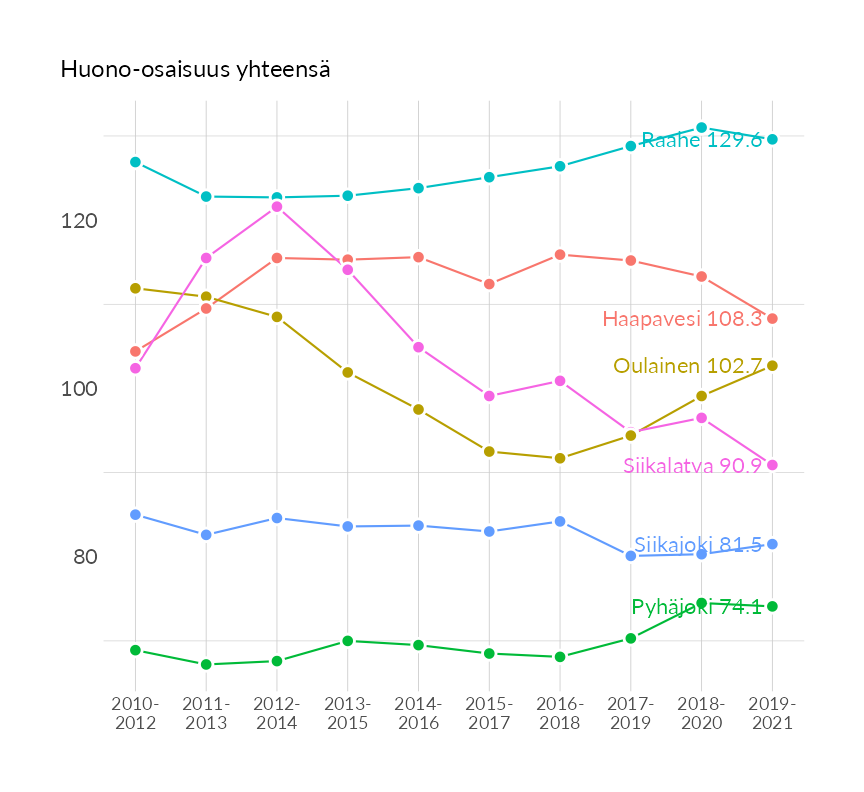 Huono-osaisuus yhteensä
Raahe 129.6
120
Haapavesi 108.3
Oulainen 102.7
100
Siikalatva 90.9
Siikajoki 81.5
80
Pyhäjoki 74.1
2010-2012 2011-2013 2012-2014 2013-2015 2014-2016 2015-2017 2016-2018 2017-2019 2018-2020 2019-2021